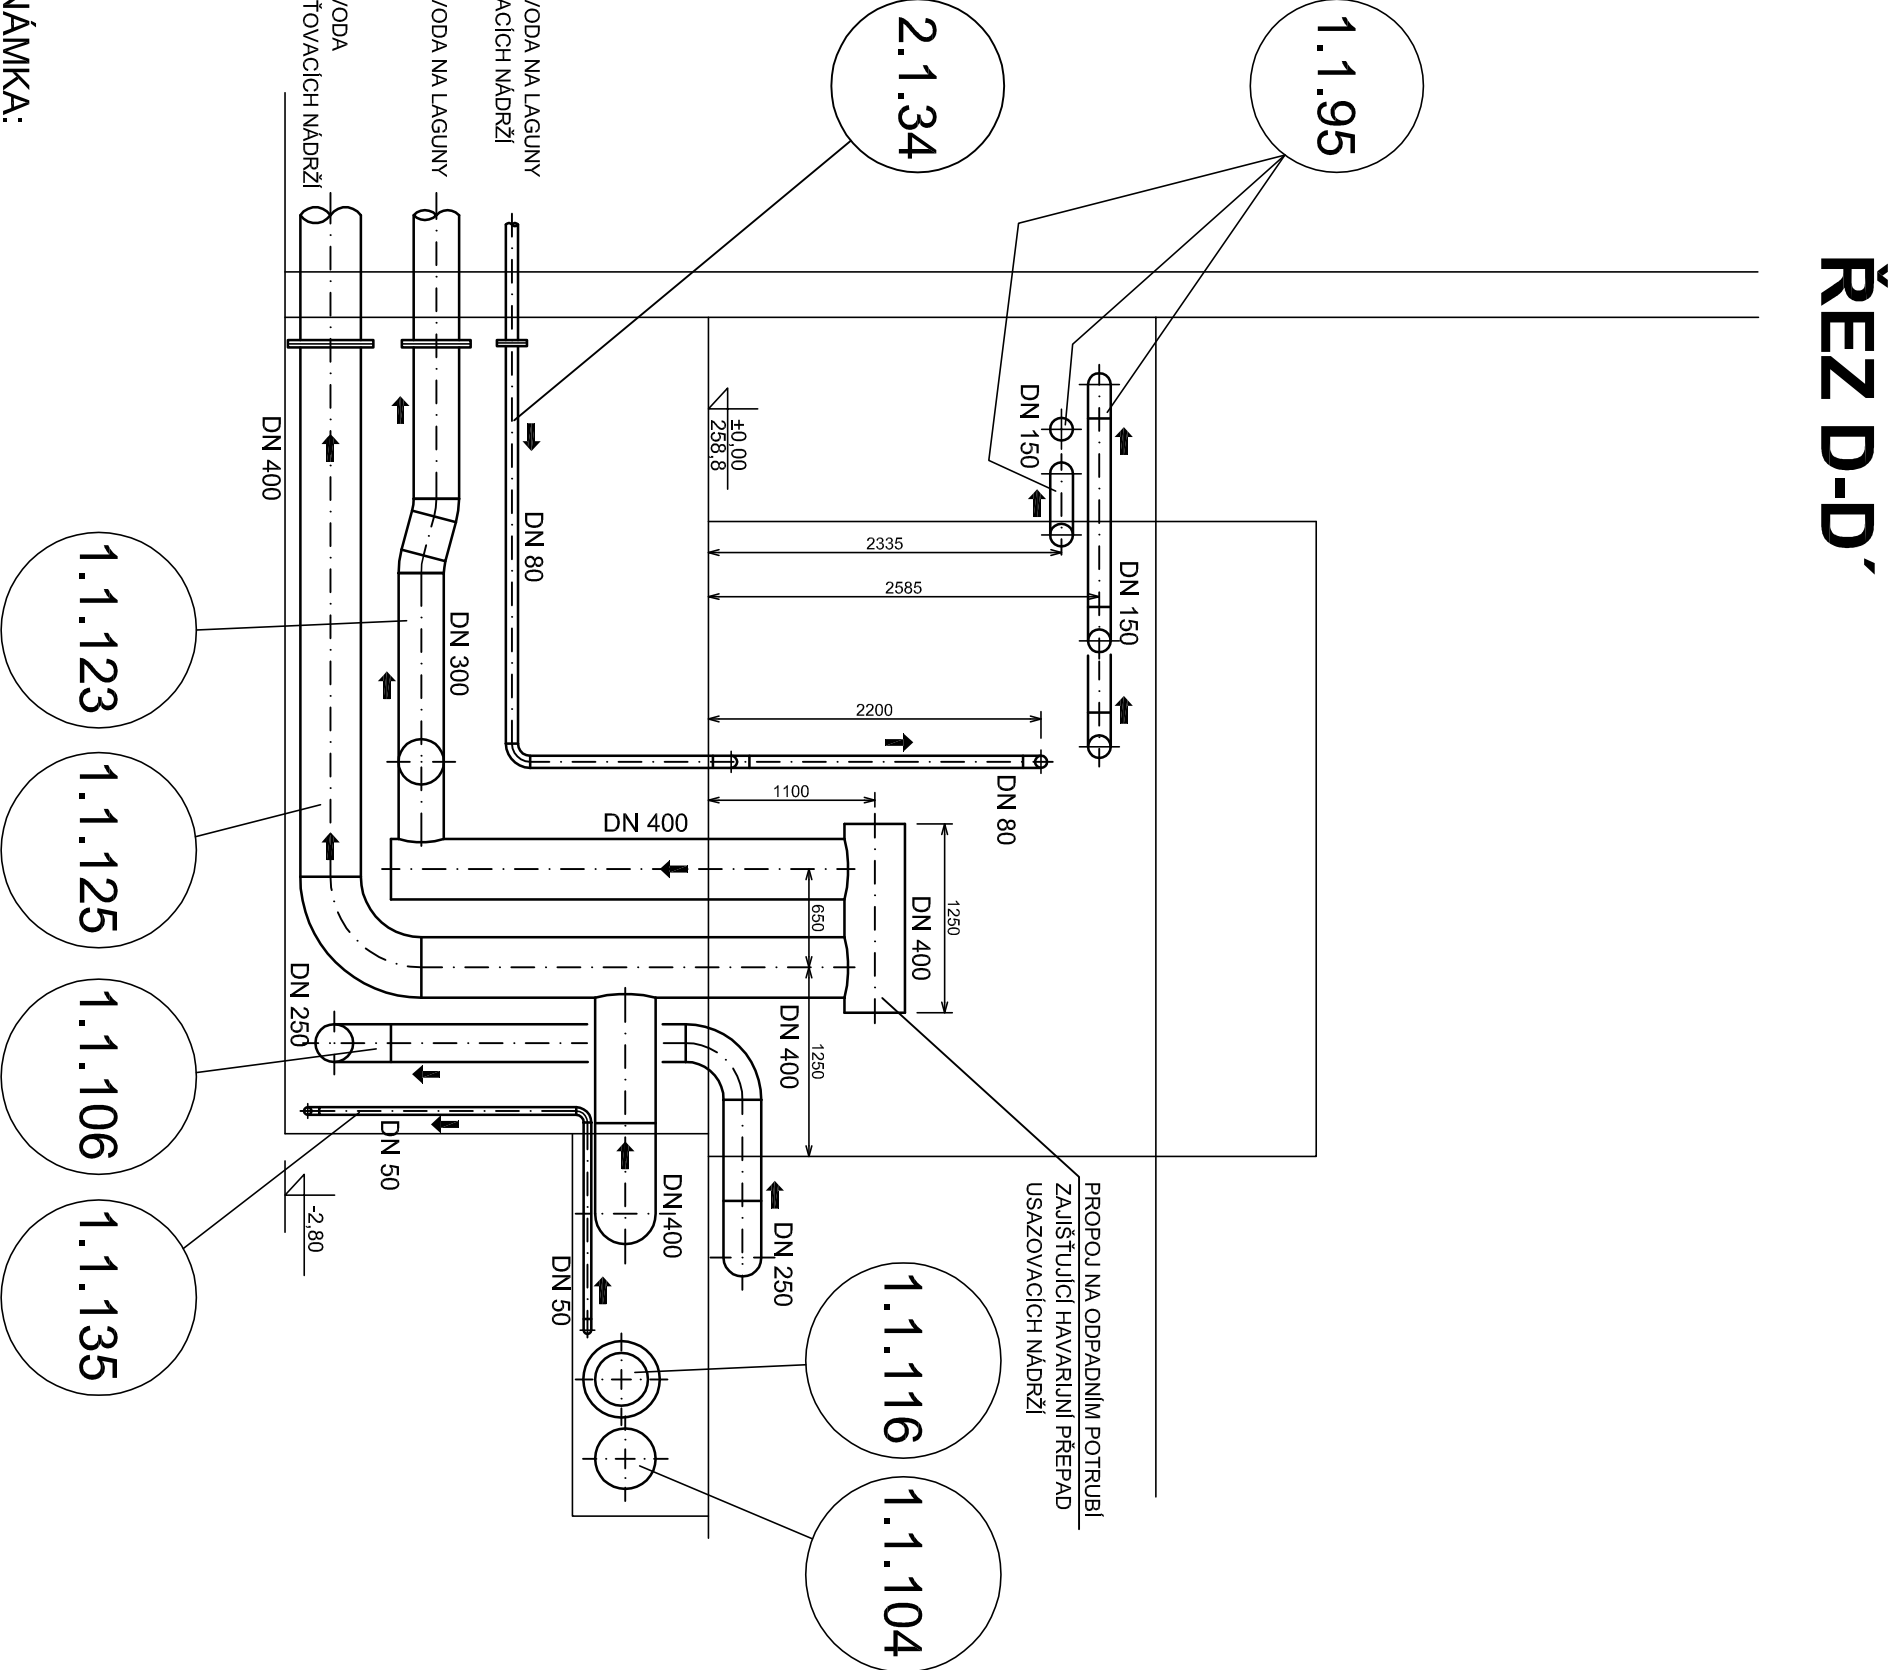 ŘEZ D-D´
1.1.95
2.1.34
VODA NA LAGUNY
ACÍCH NÁDRŽÍ
VODA NA LAGUNY
VODA
ŠŤOVACÍCH NÁDRŽÍ
NÁMKA:
DN 150
DN 150
±0,00
258,8
2335
2585
2200
1100
DN 80
DN 80
DN 400
DN 300
DN 400
1250
DN 400
650
1250
DN 400
DN 250
DN 50
DN 400
DN 250
DN 50
-2,80
PROPOJ NA ODPADNÍM POTRUBÍ
ZAJIŠŤUJÍCÍ HAVARIJNÍ PŘEPAD
USAZOVACÍCH NÁDRŽÍ
1.1.123
1.1.125
1.1.106
1.1.135
1.1.116
1.1.104